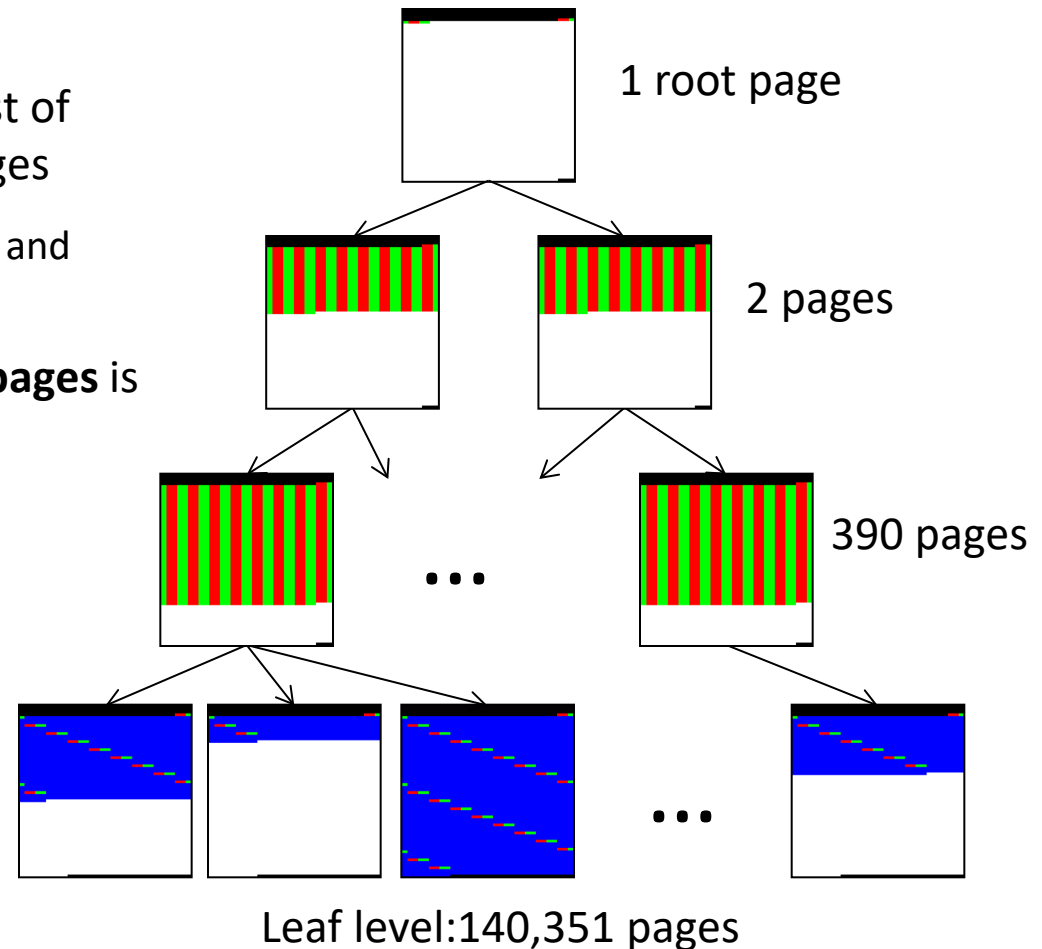 1 root page
st of
ges
and
2 pages
pages is
390 pages
...
...
Leaf level:140,351 pages